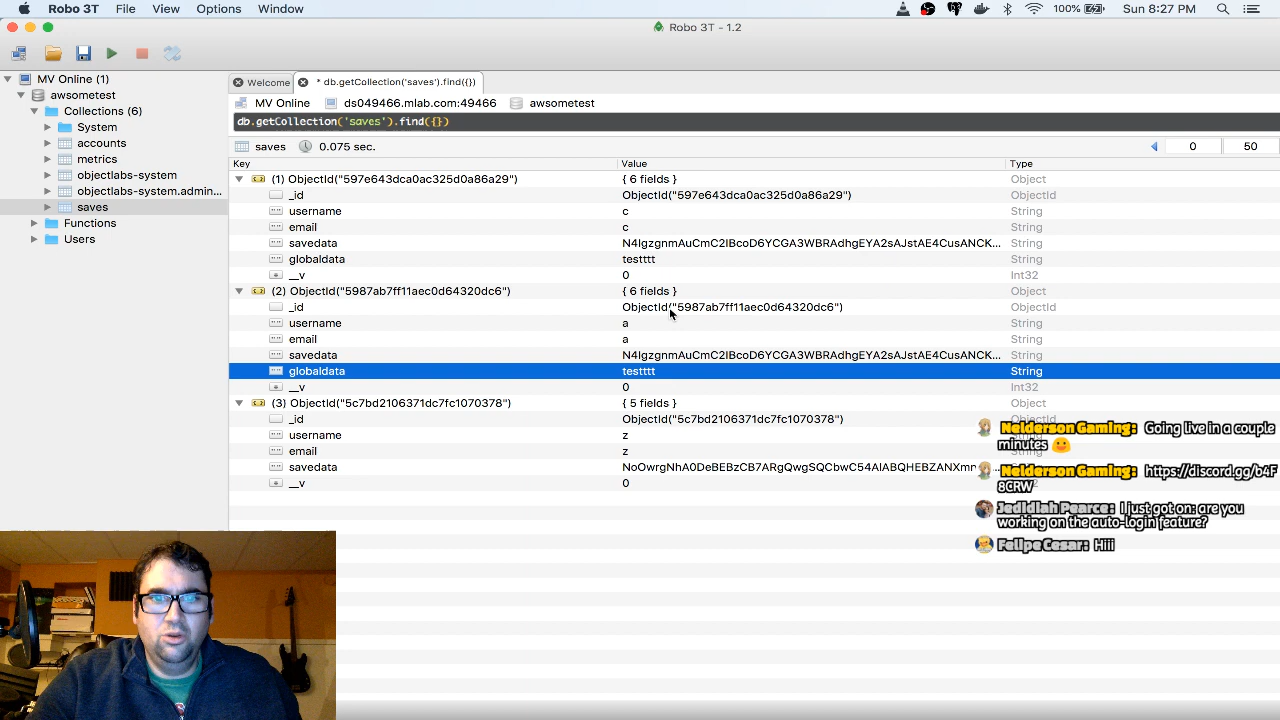 Robo 3T File View Options Window 100% Sun 8:27 PM
Robo 3T - 1.2
MV Online (1)
awsometest
Collections (6)
System
accounts
metrics
objectlabs-system
objectlabs-system.admin...
saves
Functions
Users
Welcome * db.getCollection('saves').find({})
MV Online ds049466.mlab.com:49466 awsometest
db.getCollection('saves').find({})
saves 0.075 sec. 0 50
Key Value Type
(1) ObjectId("597e643dca0ac325d0a86a29") { 6 fields } Object
_id ObjectId("597e643dca0ac325d0a86a29") ObjectId
username c String
email c String
savedata N4IgzgnmAuCmC2IBcoD6YCGA3WBRAdhgEYA2sAJstAE4CusANCK... String
globaldata testttt String
__v 0 Int32
(2) ObjectId("5987ab7ff11aec0d64320dc6") { 6 fields } Object
_id ObjectId("5987ab7ff11aec0d64320dc6") ObjectId
username a String
email a String
savedata N4IgzgnmAuCmC2IBcoD6YCGA3WBRAdhgEYA2sAJstAE4CusANCK... String
globaldata testttt String
__v 0 Int32
(3) ObjectId("5c7bd2106371dc7fc1070378") { 5 fields } Object
_id ObjectId("5c7bd2106371dc7fc1070378")
username z
email z
savedata NoOwrgNhA0DeBEBzCB7ARgQwgSQCbwC54AIABQHEBZANXmr...
__v 0
Nelderson Gaming: Going live in a couple
minutes
Nelderson Gaming: https://discord.gg/b4F
8CRW
Jedidiah Pearce: I just got on: are you
working on the auto-login feature?
Felipe Cesar: Hiii